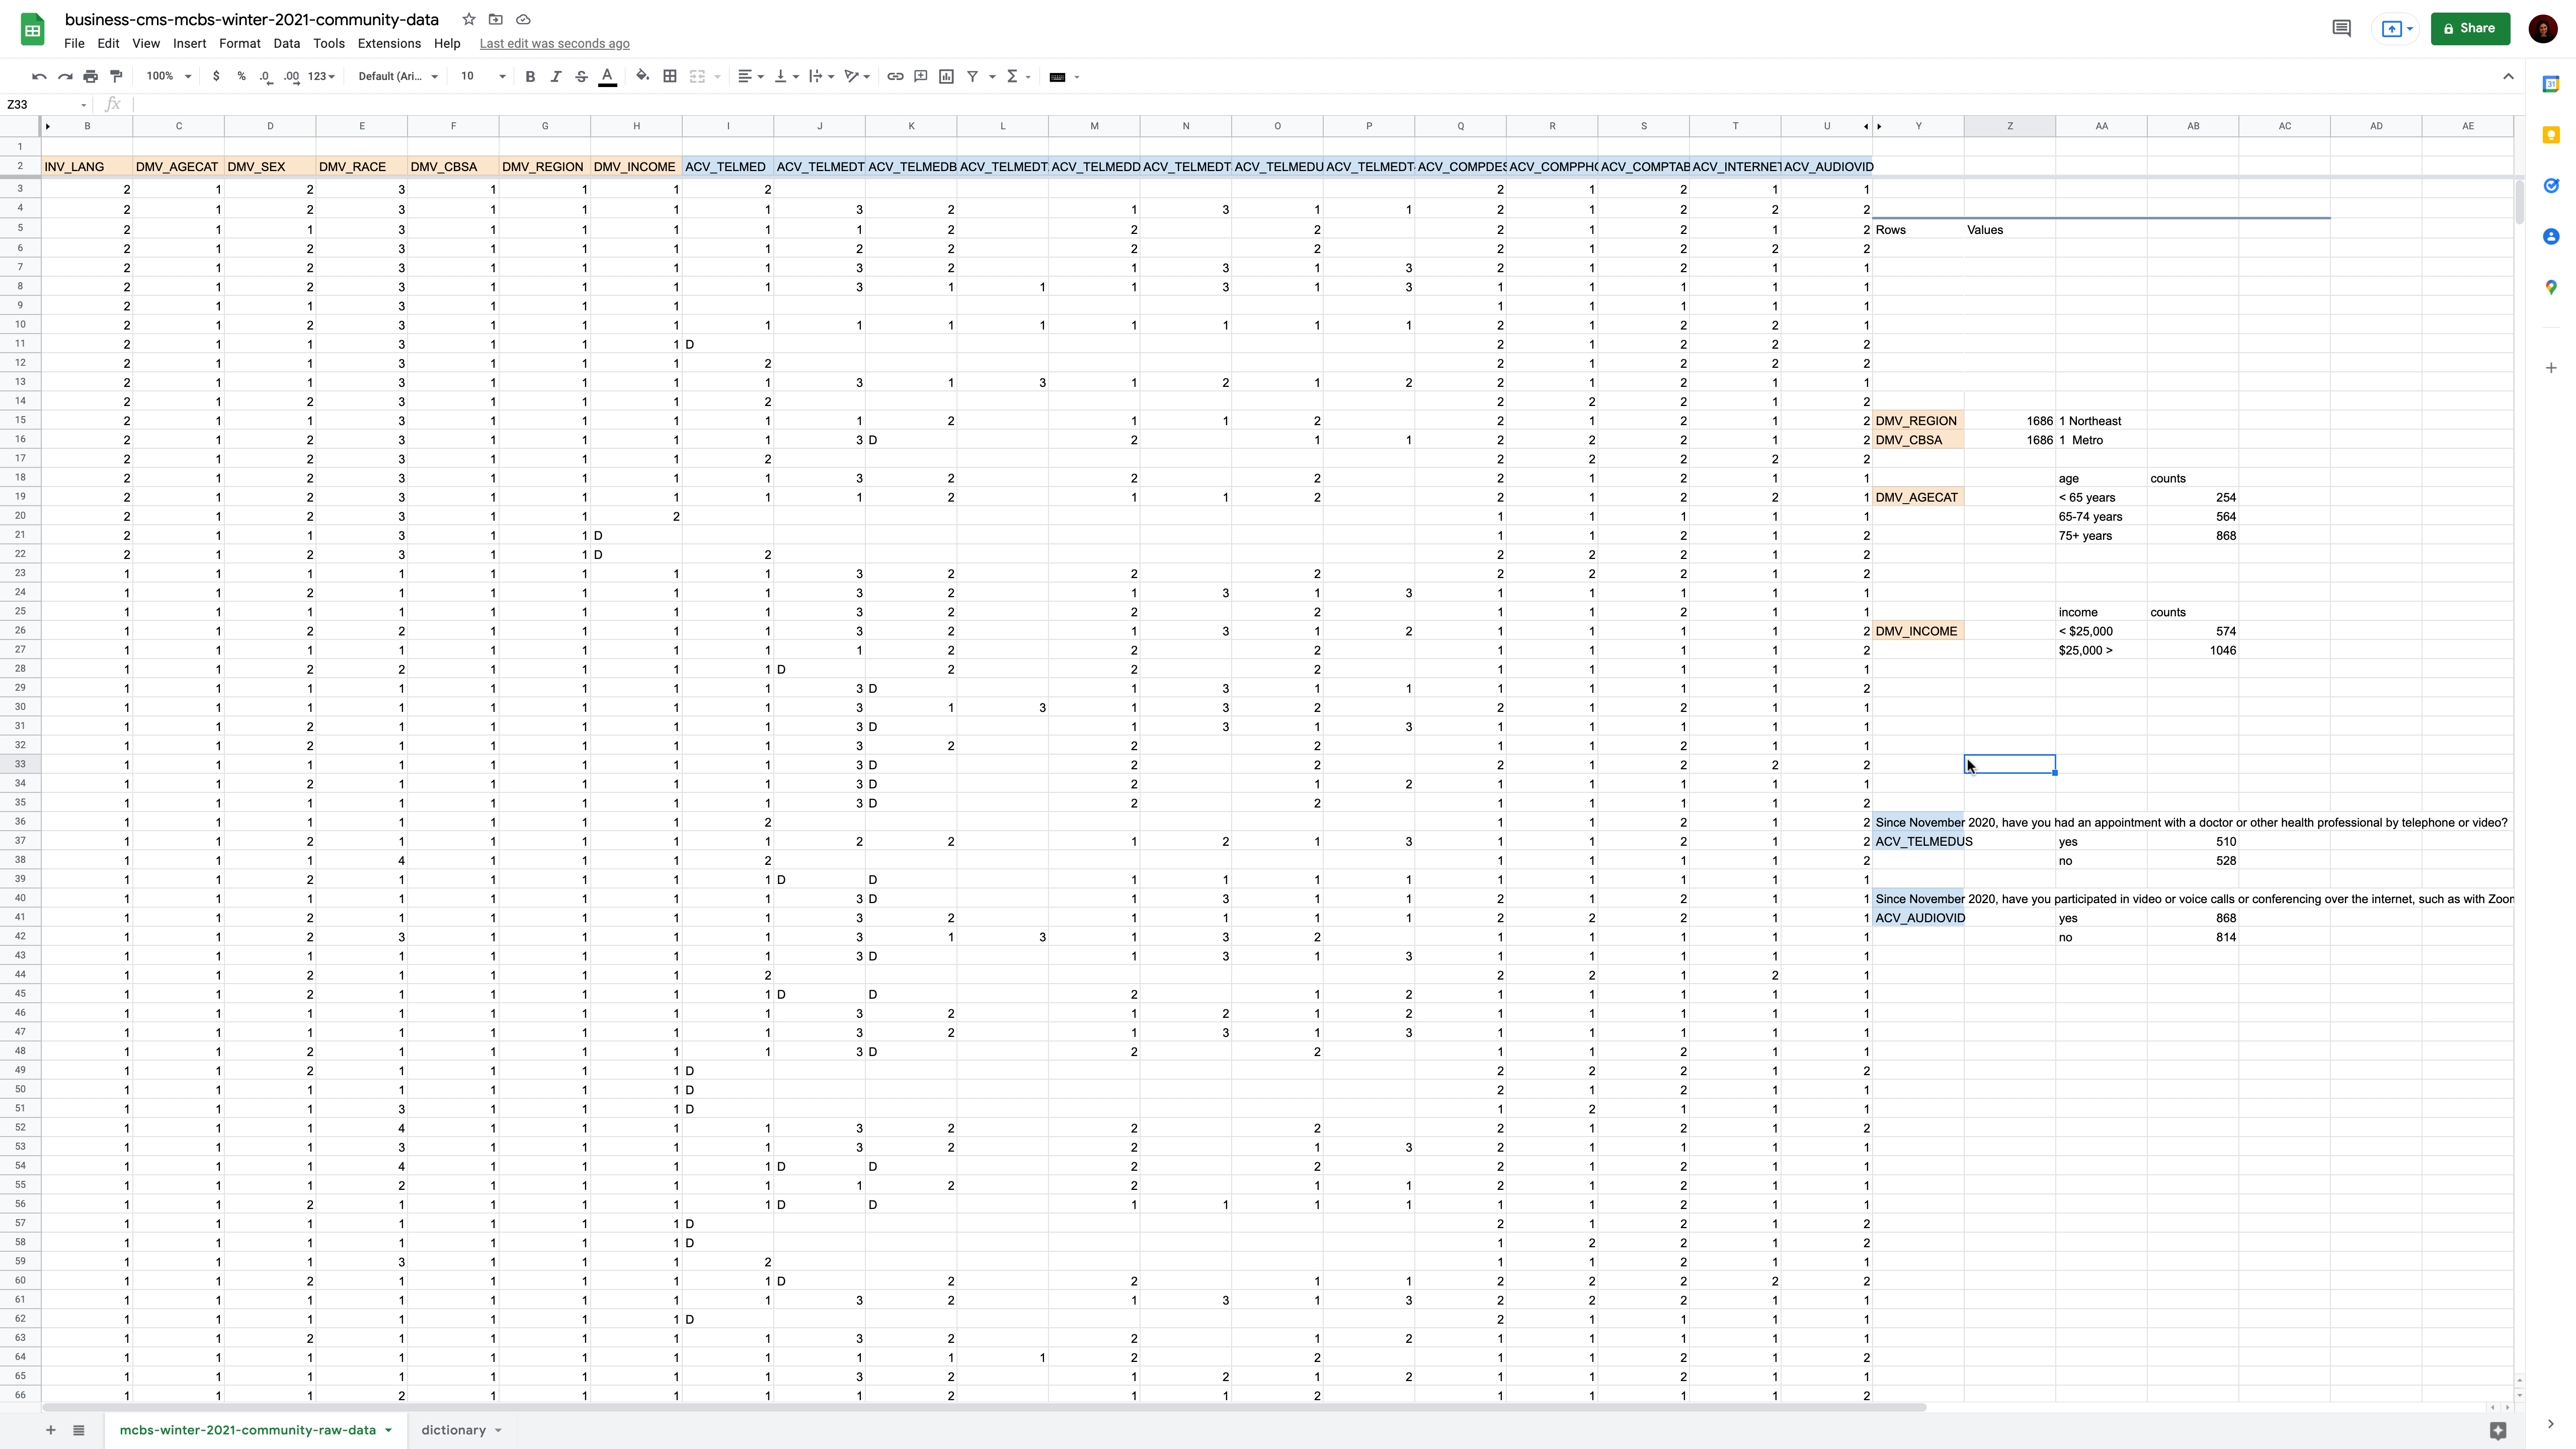 business-cms-mcbs-winter-2021-community-data
File Edit View Insert Format Data Tools Extensions Help Last edit was seconds ago
Share
100% $ % .0 .00 123 Default (Ari... 10 B I S A
Z33 fx
B C D E F G H I J K L M N O P Q R S T U Y Z AA AB AC AD AE
1
2 INV_LANG DMV_AGECAT DMV_SEX DMV_RACE DMV_CBSA DMV_REGION DMV_INCOME ACV_TELMED ACV_TELMEDT ACV_TELMEDB ACV_TELMEDT ACV_TELMEDD ACV_TELMEDT ACV_TELMEDU ACV_TELMEDT ACV_COMPDES ACV_COMPPHO ACV_COMPTAB ACV_INTERNET ACV_AUDIOVID
3 2 1 2 3 1 1 1 2 2 1 2 1 1
4 2 1 2 3 1 1 1 1 3 2 1 3 1 1 2 1 2 2 2
5 2 1 1 3 1 1 1 1 1 2 2 2 2 1 2 1 2 Rows Values
6 2 1 2 3 1 1 1 1 2 2 2 2 2 1 2 2 2
7 2 1 2 3 1 1 1 1 3 2 1 3 1 3 2 1 2 1 1
8 2 1 2 3 1 1 1 1 3 1 1 1 3 1 3 1 1 1 1 1
9 2 1 1 3 1 1 1 1 1 1 1 1
10 2 1 2 3 1 1 1 1 1 1 1 1 1 1 1 2 1 2 2 1
11 2 1 1 3 1 1 1 D 2 1 2 2 2
12 2 1 1 3 1 1 1 2 2 1 2 2 2
13 2 1 1 3 1 1 1 1 3 1 3 1 2 1 2 2 1 2 1 1
14 2 1 2 3 1 1 1 2 2 2 2 1 2
15 2 1 1 3 1 1 1 1 1 2 1 1 2 2 1 2 1 2 DMV_REGION 1686 1 Northeast
16 2 1 2 3 1 1 1 1 3 D 2 1 1 2 2 2 1 2 DMV_CBSA 1686 1 Metro
17 2 1 2 3 1 1 1 2 2 2 2 2 2
18 2 1 2 3 1 1 1 1 3 2 2 2 2 1 2 1 1 age counts
19 2 1 2 3 1 1 1 1 1 2 1 1 2 2 1 2 2 1 DMV_AGECAT < 65 years 254
20 2 1 2 3 1 1 2 1 1 1 1 1 65-74 years 564
21 2 1 1 3 1 1 D 1 1 2 1 2 75+ years 868
22 2 1 2 3 1 1 D 2 2 2 2 1 2
23 1 1 1 1 1 1 1 1 3 2 2 2 2 2 2 1 2
24 1 1 2 1 1 1 1 1 3 2 1 3 1 3 1 1 1 1 1
25 1 1 1 1 1 1 1 1 3 2 2 2 1 1 2 1 1 income counts
26 1 1 2 2 1 1 1 1 3 2 1 3 1 2 1 1 1 1 2 DMV_INCOME < $25,000 574
27 1 1 1 1 1 1 1 1 1 2 2 2 1 1 1 1 2 $25,000 > 1046
28 1 1 2 2 1 1 1 1 D 2 2 2 1 1 1 1 1
29 1 1 1 1 1 1 1 1 3 D 1 3 1 1 1 1 1 1 2
30 1 1 1 1 1 1 1 1 3 1 3 1 3 2 2 1 2 1 1
31 1 1 2 1 1 1 1 1 3 D 1 3 1 3 1 1 1 1 1
32 1 1 2 1 1 1 1 1 3 2 2 2 1 1 2 1 1
33 1 1 1 1 1 1 1 1 3 D 2 2 2 1 2 2 2
34 1 1 2 1 1 1 1 1 3 D 2 1 2 1 1 1 1 1
35 1 1 1 1 1 1 1 1 3 D 2 2 1 1 1 1 2
36 1 1 1 1 1 1 1 2 1 1 2 1 2 Since November 2020, have you had an appointment with a doctor or other health professional by telephone or video?
37 1 1 2 1 1 1 1 1 2 2 1 2 1 3 1 1 2 1 2 ACV_TELMEDUS yes 510
38 1 1 1 4 1 1 1 2 1 1 1 1 2 no 528
39 1 1 2 1 1 1 1 1 D D 1 1 1 1 1 1 1 1 1
40 1 1 1 1 1 1 1 1 3 D 1 3 1 1 2 1 2 1 1 Since November 2020, have you participated in video or voice calls or conferencing over the internet, such as with Zoom
41 1 1 2 1 1 1 1 1 3 2 1 1 1 1 2 2 2 1 1 ACV_AUDIOVID yes 868
42 1 1 2 3 1 1 1 1 3 1 3 1 3 2 1 1 1 1 1 no 814
43 1 1 1 1 1 1 1 1 3 D 1 3 1 3 1 1 1 1 1
44 1 1 2 1 1 1 1 2 2 2 1 2 1
45 1 1 2 1 1 1 1 1 D D 2 1 2 1 1 1 1 1
46 1 1 1 1 1 1 1 1 3 2 1 2 1 2 1 1 1 1 1
47 1 1 1 1 1 1 1 1 3 2 1 3 1 3 1 1 1 1 1
48 1 1 2 1 1 1 1 1 3 D 2 2 1 1 2 1 1
49 1 1 2 1 1 1 1 D 2 2 2 1 2
50 1 1 1 1 1 1 1 D 2 1 2 1 1
51 1 1 1 3 1 1 1 D 1 2 1 1 1
52 1 1 1 4 1 1 1 1 3 2 2 2 2 1 2 1 2
53 1 1 1 3 1 1 1 1 3 2 2 1 3 2 1 1 1 1
54 1 1 1 4 1 1 1 1 D D 2 2 2 1 2 1 1
55 1 1 1 2 1 1 1 1 1 2 2 1 1 2 1 2 1 1
56 1 1 2 1 1 1 1 1 D D 1 1 1 1 1 1 2 1 1
57 1 1 1 1 1 1 1 D 2 1 2 1 2
58 1 1 1 1 1 1 1 D 1 2 2 1 2
59 1 1 1 3 1 1 1 2 1 1 2 1 1
60 1 1 2 1 1 1 1 1 D 2 2 1 1 2 2 2 2 2
61 1 1 1 1 1 1 1 1 3 2 1 3 1 3 2 2 2 1 1
62 1 1 1 1 1 1 1 D 2 1 1 1 1
63 1 1 2 1 1 1 1 1 3 2 2 1 2 1 1 1 1 1
64 1 1 1 1 1 1 1 1 1 1 1 2 2 1 1 2 1 2
65 1 1 1 1 1 1 1 1 3 2 1 2 1 2 1 1 2 1 1
66 1 1 1 2 1 1 1 1 1 2 1 1 2 1 1 1 1 2
mcbs-winter-2021-community-raw-data dictionary